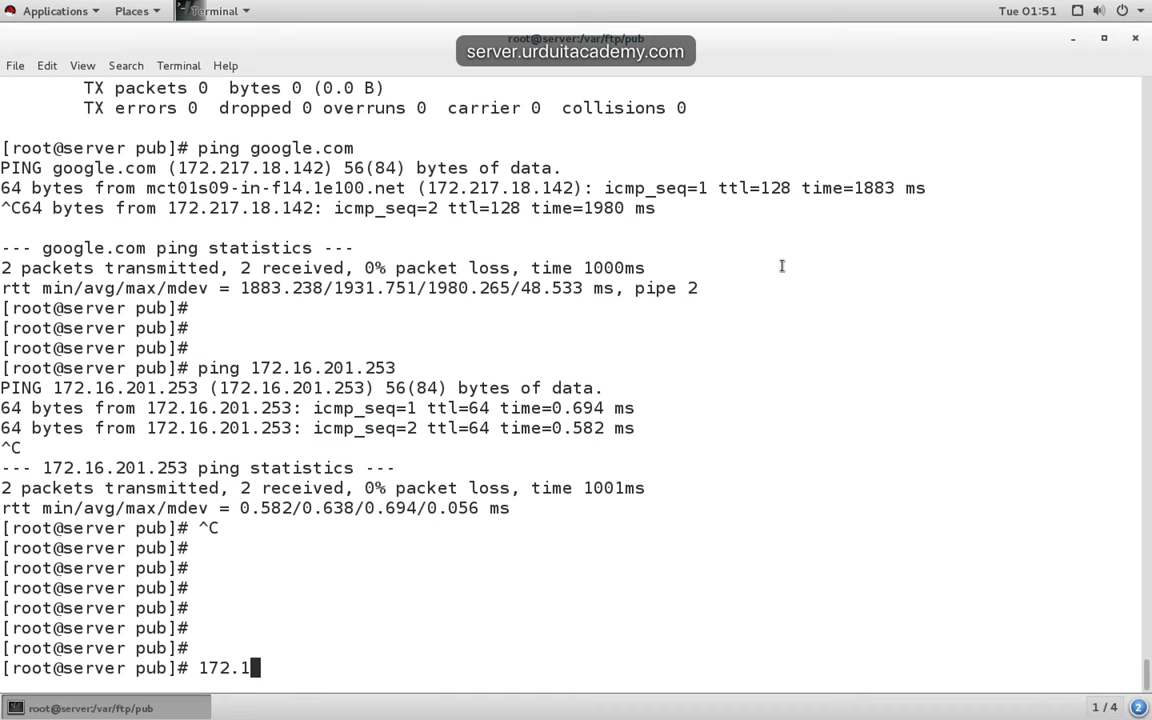 Applications Places Terminal Tue 01:51
root@server:/var/ftp/pub
server.urduitacademy.com
File Edit View Search Terminal Help
TX packets 0  bytes 0 (0.0 B)
TX errors 0  dropped 0 overruns 0  carrier 0  collisions 0
[root@server pub]# ping google.com
PING google.com (172.217.18.142) 56(84) bytes of data.
64 bytes from mct01s09-in-f14.1e100.net (172.217.18.142): icmp_seq=1 ttl=128 time=1883 ms
^C64 bytes from 172.217.18.142: icmp_seq=2 ttl=128 time=1980 ms
--- google.com ping statistics ---
2 packets transmitted, 2 received, 0% packet loss, time 1000ms
rtt min/avg/max/mdev = 1883.238/1931.751/1980.265/48.533 ms, pipe 2
[root@server pub]#
[root@server pub]#
[root@server pub]#
[root@server pub]# ping 172.16.201.253
PING 172.16.201.253 (172.16.201.253) 56(84) bytes of data.
64 bytes from 172.16.201.253: icmp_seq=1 ttl=64 time=0.694 ms
64 bytes from 172.16.201.253: icmp_seq=2 ttl=64 time=0.582 ms
^C
--- 172.16.201.253 ping statistics ---
2 packets transmitted, 2 received, 0% packet loss, time 1001ms
rtt min/avg/max/mdev = 0.582/0.638/0.694/0.056 ms
[root@server pub]# ^C
[root@server pub]#
[root@server pub]#
[root@server pub]#
[root@server pub]#
[root@server pub]#
[root@server pub]#
[root@server pub]# 172.1
root@server:/var/ftp/pub 1 / 4 2